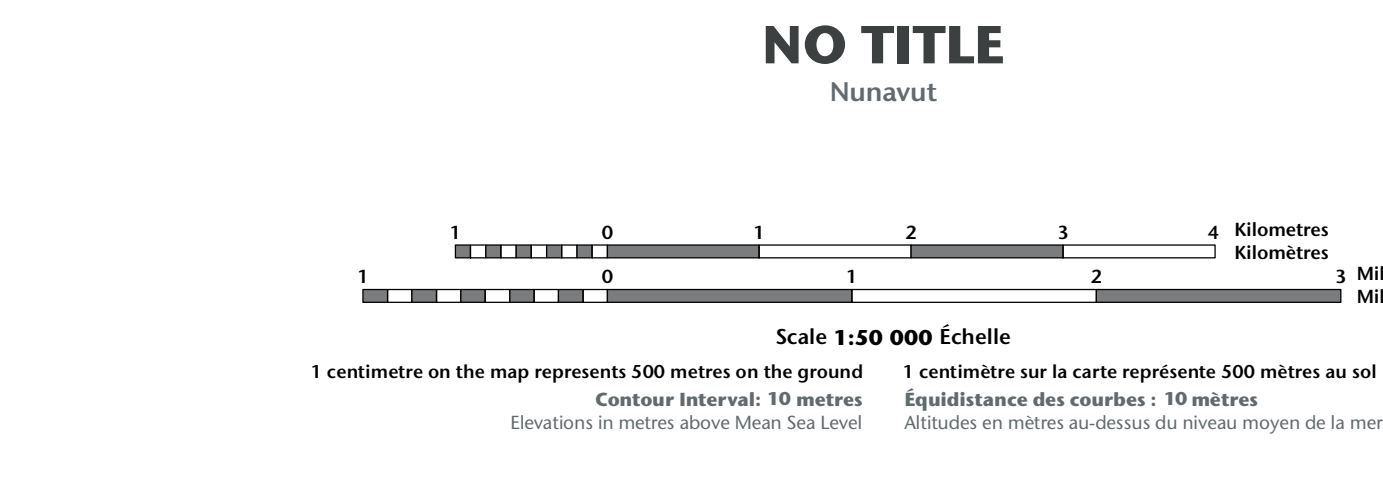 NO TITLE
Nunavut
1 0 1 2 3 4 Kilometres
Kilomètres
1 0 1 2 3 Mil
Mil
Scale 1:50 000 Échelle
1 centimetre on the map represents 500 metres on the ground
1 centimètre sur la carte représente 500 mètres au sol
Contour Interval: 10 metres
Équidistance des courbes : 10 mètres
Elevations in metres above Mean Sea Level
Altitudes en mètres au-dessus du niveau moyen de la mer